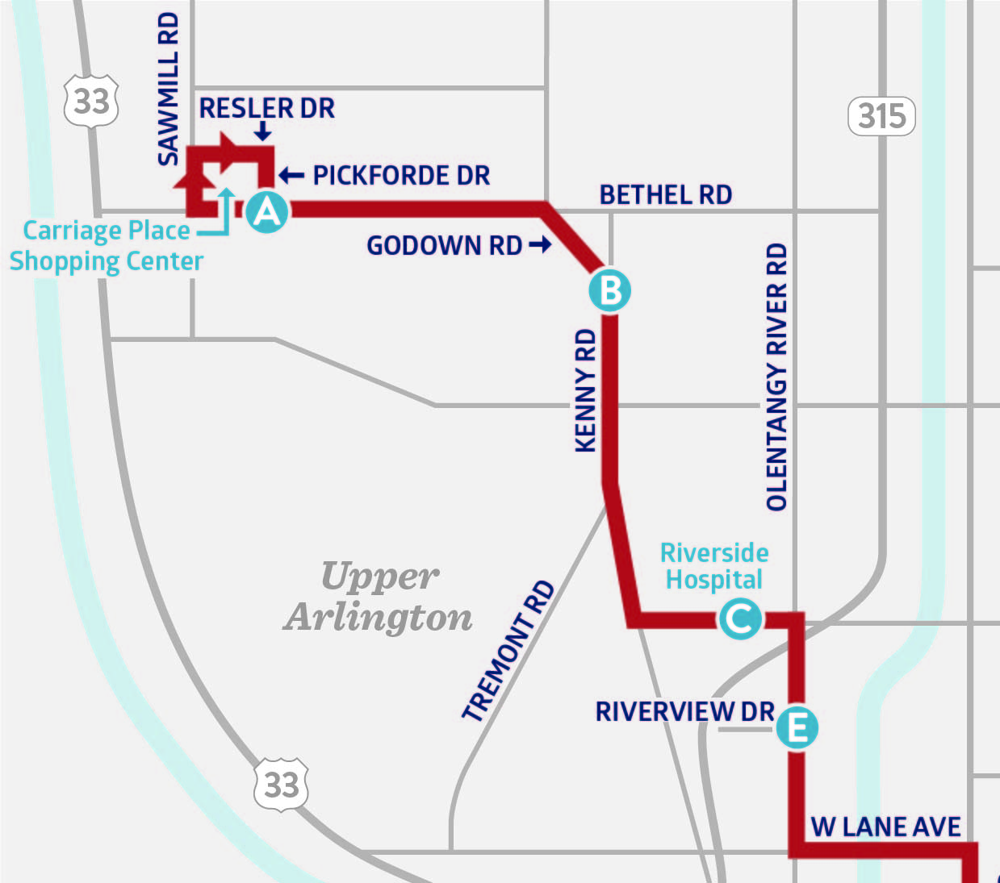 SAWMILL RD
33
RESLER DR
315
PICKFORDE DR
BETHEL RD
A
Carriage Place
Shopping Center
GODOWN RD
B
OLENTANGY RIVER RD
KENNY RD
Riverside
Hospital
Upper
Arlington
C
TREMONT RD
RIVERVIEW DR
E
33
W LANE AVE